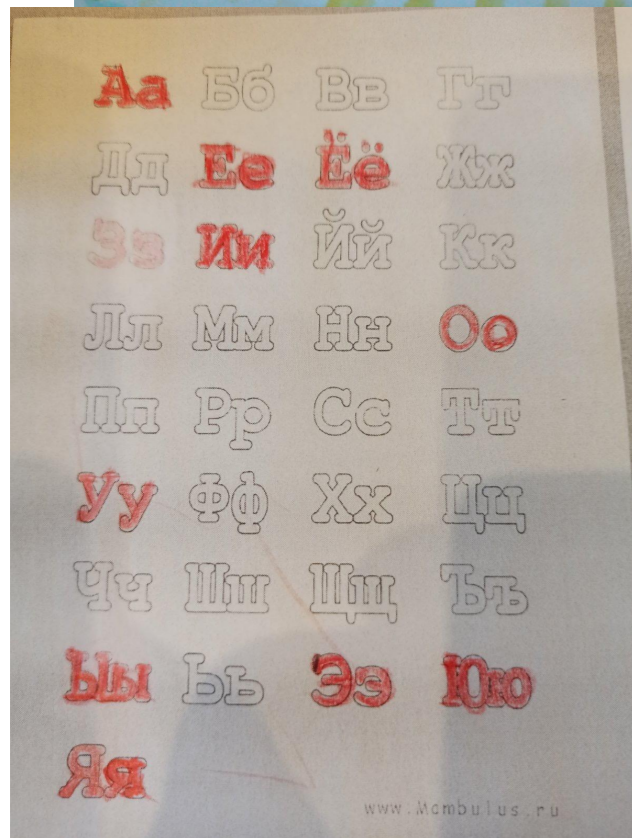 Аа Бб Вв Гг
Дд Ее Ёё Жж
Зз Ии Йй Кк
Лл Мм Нн Оо
Пп Рр Сс Тт
Уу Фф Хх Цц
Чч Шш Щщ Ъъ
Ыы Ьь Ээ Юю
Яя
www.Mambulus.ru